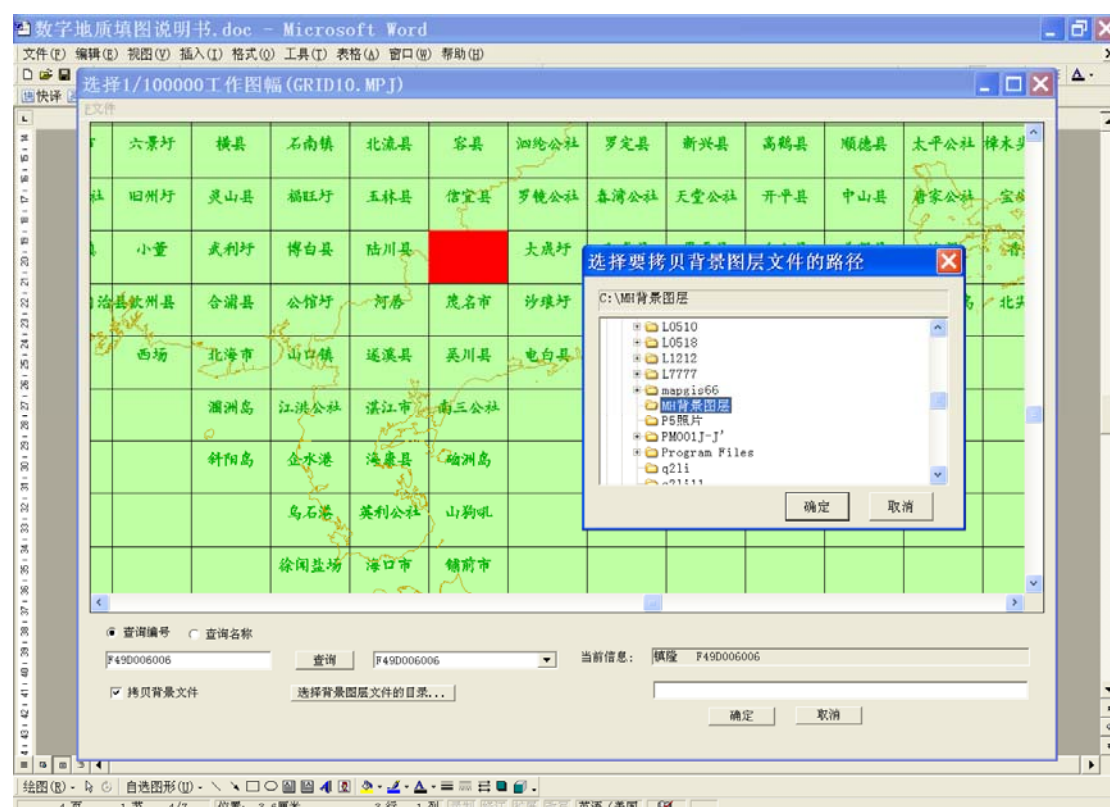 数字地质填图说明书.doc - Microsoft Word
文件(F) 编辑(E) 视图(V) 插入(I) 格式(O) 工具(T) 表格(A) 窗口(W) 帮助(H)
快译
选择1/100000工作图幅(GRID10.MPJ)
文件
六景圩 横县 石南镇 北流县 容县 泗纶公社 罗定县 新兴县 高鹤县 顺德县 太平公社 樟木头
社 旧州圩 灵山县 福旺圩 玉林县 信宜县 罗镜公社 春湾公社 天堂公社 开平县 中山县 唐家公社
小董 武利圩 博白县 陆川县 大成圩
治县 钦州县 合浦县 公馆圩 河唇 茂名市 沙琅圩
西场 北海市 山口镇 遂溪县 吴川县 电白县
涠洲岛 江洪公社 湛江市 南三公社
斜阳岛 企水港 海康县 硇洲岛
乌石港 英利公社 山狗吼
徐闻盐场 海口市 铺前市
选择要拷贝背景图层文件的路径
C:\MH背景图层
L0510
L0518
L1212
L7777
mapgis66
MH背景图层
P5照片
PM001J-J'
Program Files
q2li
确定 取消
查询编号 查询名称
F49D006006 查询 F49D006006 当前信息: 镇隆 F49D006006
拷贝背景文件 选择背景图层文件的目录...
确定 取消
绘图(R) 自选图形(U)